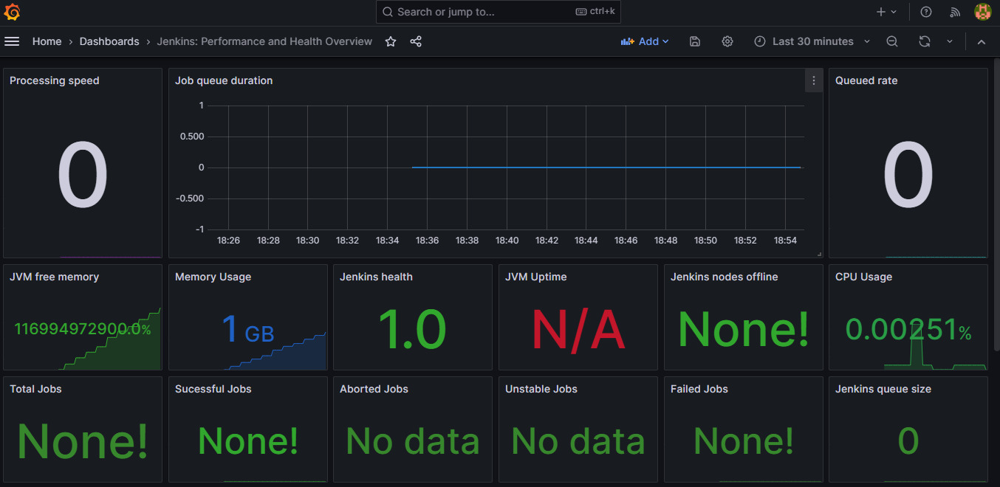 Search or jump to... ctrl+k
Home › Dashboards › Jenkins: Performance and Health Overview
Add
Last 30 minutes
Processing speed
0
Job queue duration
1
0.500
0
-0.500
-1
18:26 18:28 18:30 18:32 18:34 18:36 18:38 18:40 18:42 18:44 18:46 18:48 18:50 18:52 18:54
Queued rate
0
JVM free memory
116994972900.0%
Memory Usage
1 GB
Jenkins health
1.0
JVM Uptime
N/A
Jenkins nodes offline
None!
CPU Usage
0.00251%
Total Jobs
None!
Sucessful Jobs
None!
Aborted Jobs
No data
Unstable Jobs
No data
Failed Jobs
None!
Jenkins queue size
0